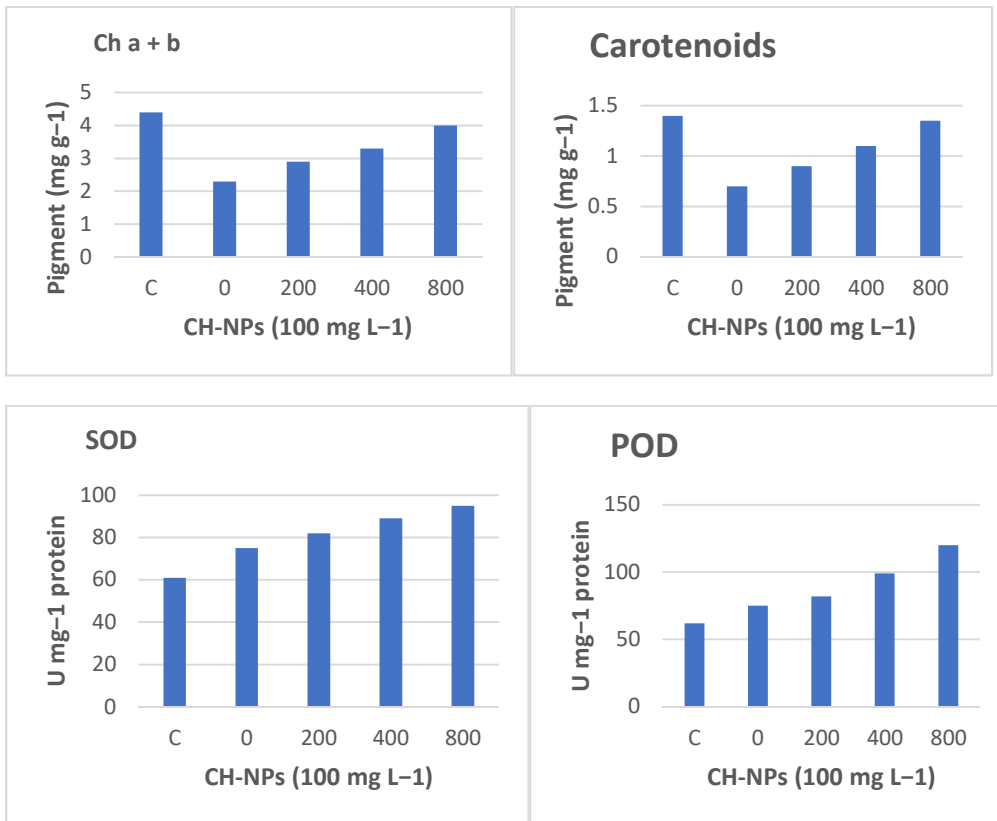 Ch a + b
Pigment (mg g−1)
5
4
3
2
1
0
C 0 200 400 800
CH-NPs (100 mg L−1)
Carotenoids
Pigment (mg g−1)
1.5
1
0.5
0
C 0 200 400 800
CH-NPs (100 mg L−1)
SOD
U mg−1 protein
100
80
60
40
20
0
C 0 200 400 800
CH-NPs (100 mg L−1)
POD
U mg−1 protein
150
100
50
0
C 0 200 400 800
CH-NPs (100 mg L−1)